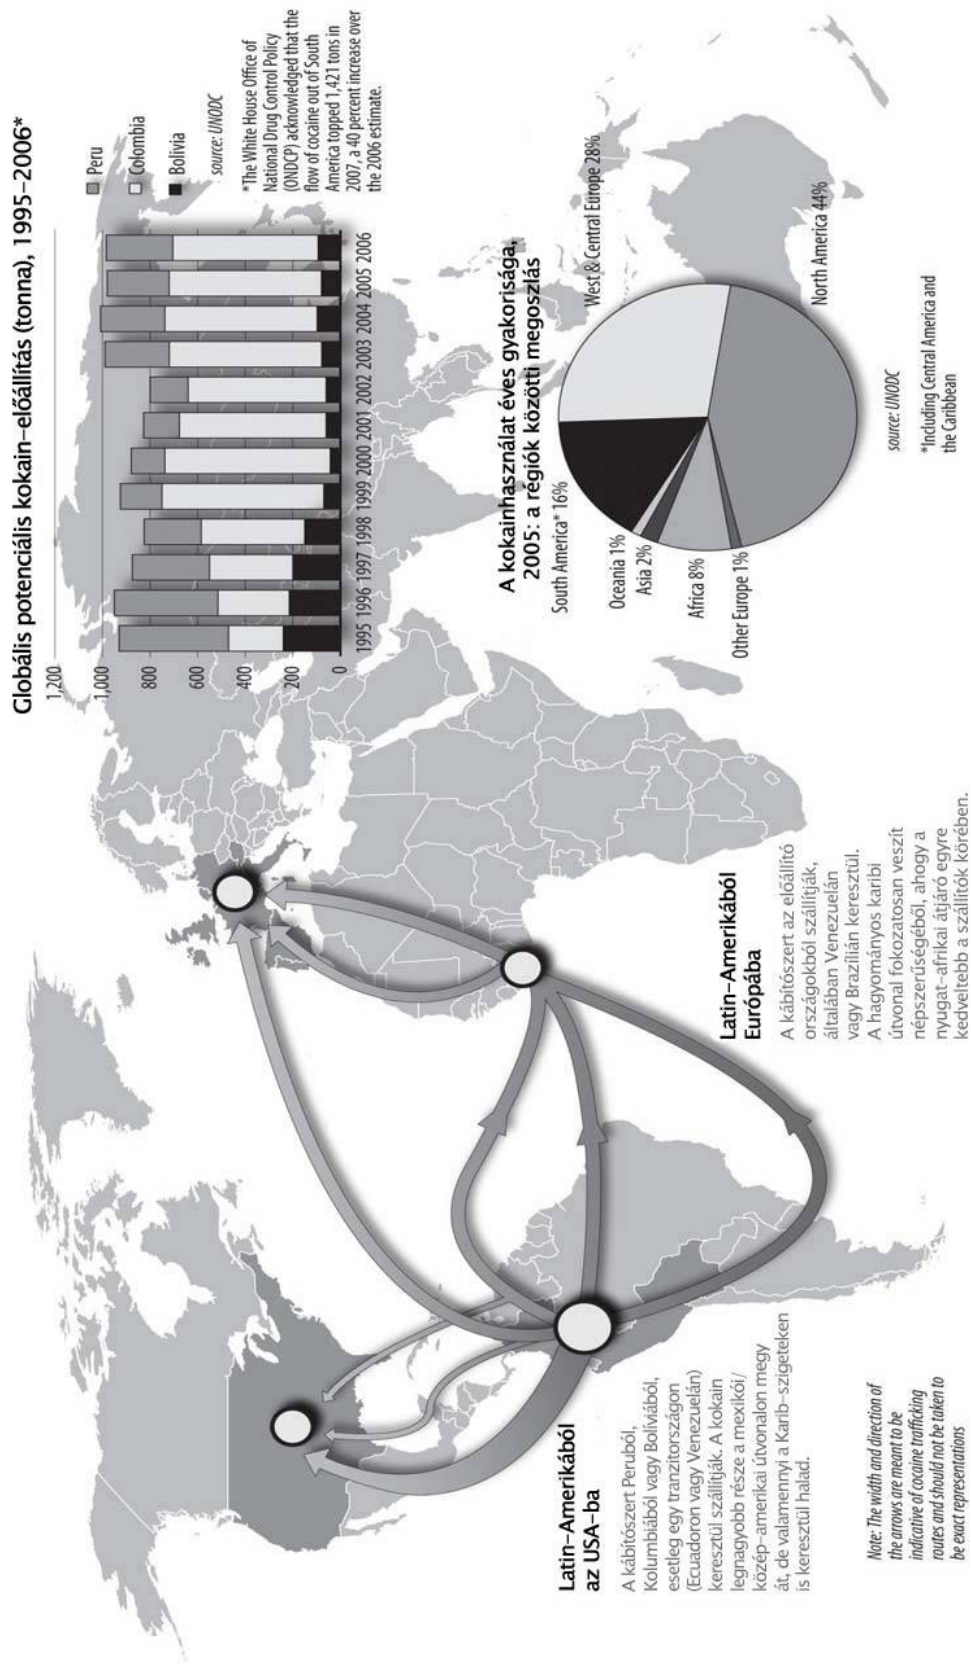 Globális potenciális kokain–előállítás (tonna), 1995–2006*
1,200
1,000
800
600
400
200
0
1995 1996 1997 1998 1999 2000 2001 2002 2003 2004 2005 2006
Peru
Colombia
Bolivia
source: UNODC
*The White House Office of
National Drug Control Policy
(ONDCP) acknowledged that the
flow of cocaine out of South
America topped 1,421 tons in
2007, a 40 percent increase over
the 2006 estimate.
A kokainhasználat éves gyakorisága,
2005: a régiók közötti megoszlás
South America* 16%
West & Central Europe 28%
Oceania 1%
Asia 2%
Africa 8%
Other Europe 1%
North America 44%
source: UNODC
*Including Central America and
the Caribbean
Latin–Amerikából
az USA–ba
A kábítószert Peruból,
Kolumbiából vagy Bolíviából,
esetleg egy tranzitországon
(Ecuadoron vagy Venezuelán)
keresztül szállítják. A kokain
legnagyobb része a mexikói/
közép–amerikai útvonalon megy
át, de valamennyi a Karib–szigeteken
is keresztül halad.
Latin–Amerikából
Európába
A kábítószert az előállító
országokból szállítják,
általában Venezuelán
vagy Brazílián keresztül.
A hagyományos karibi
útvonal fokozatosan veszít
népszerűségéből, ahogy a
nyugat–afrikai átjáró egyre
kedveltebb a szállítók körében.
Note: The width and direction of
the arrows are meant to be
indicative of cocaine trafficking
routes and should not be taken to
be exact representations